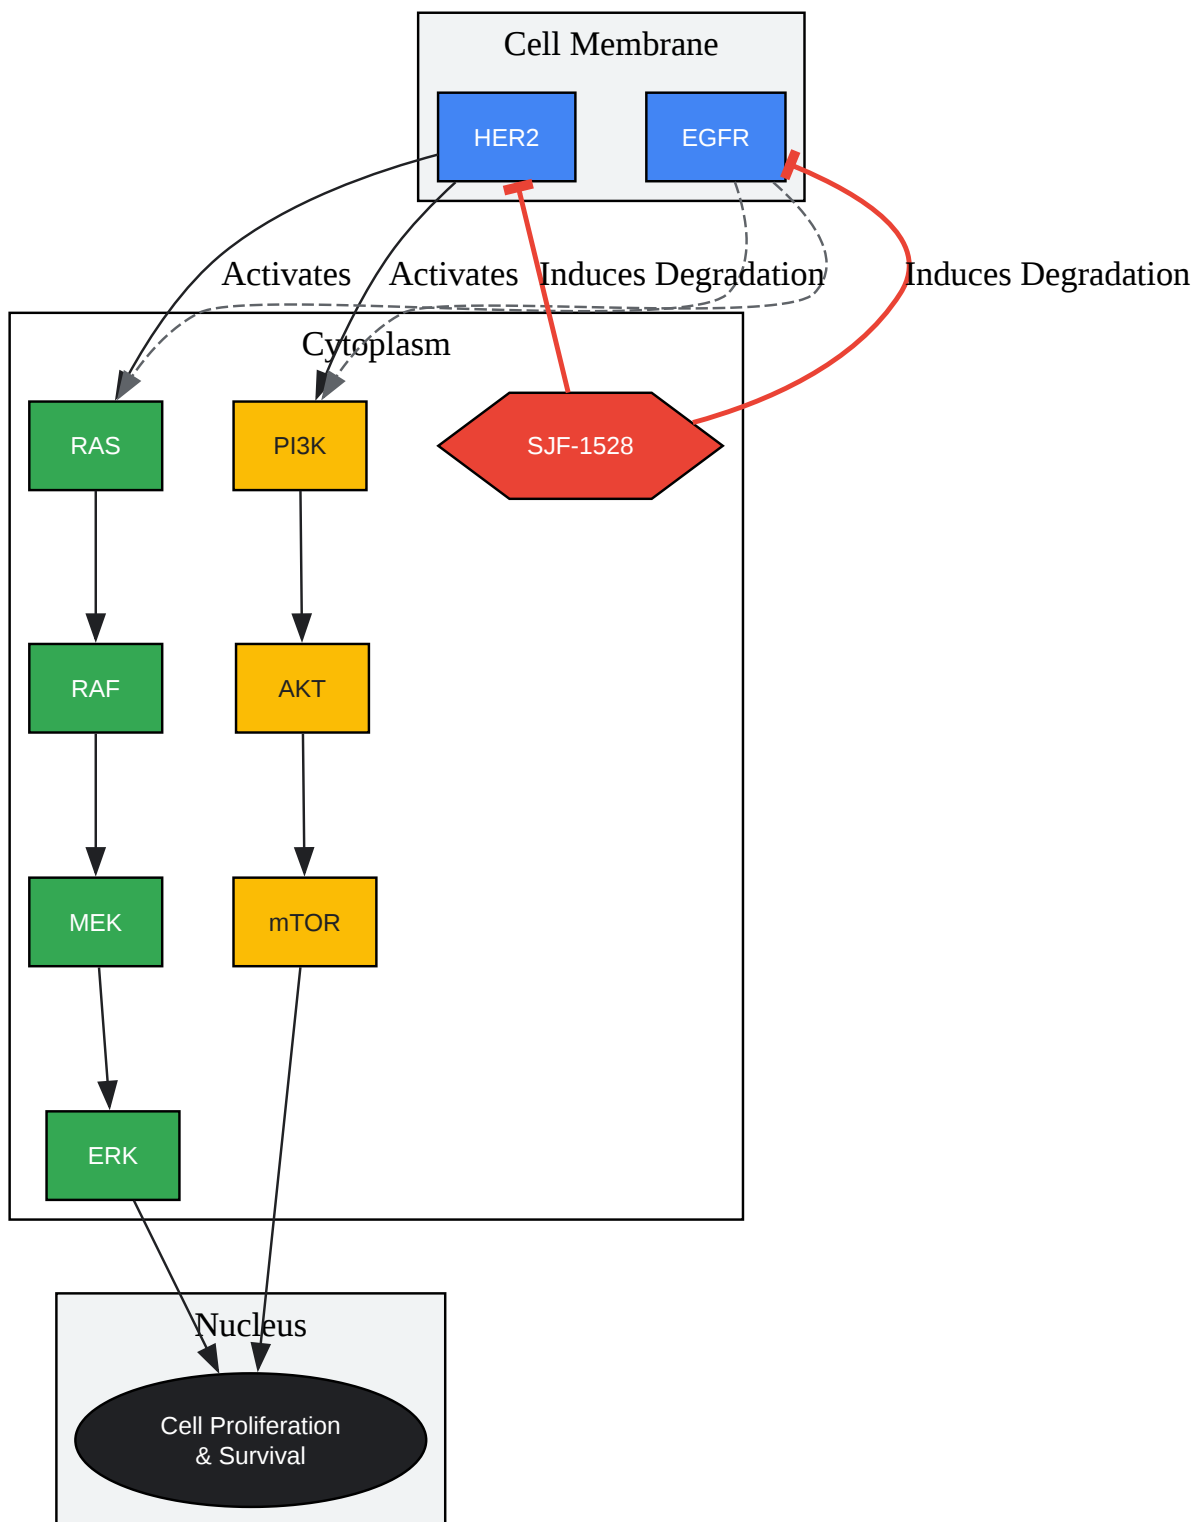 Cell Membrane
HER2
EGFR
Activates
Activates
Induces Degradation
Induces Degradation
Cytoplasm
RAS
PI3K
SJF-1528
RAF
AKT
MEK
mTOR
ERK
Nucleus
Cell Proliferation
& Survival